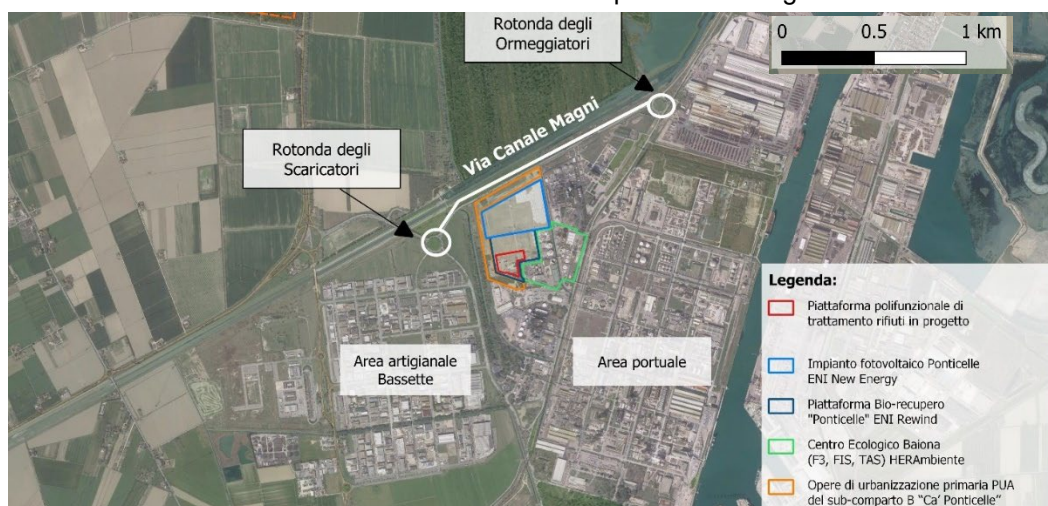 Rotonda degli
Ormeggiatori
0 0.5 1 km
Via Canale Magni
Rotonda degli
Scaricatori
Area artigianale
Bassette
Area portuale
Legenda:
Piattaforma polifunzionale di
trattamento rifiuti in progetto
Impianto fotovoltaico Ponticelle
ENI New Energy
Piattaforma Bio-recupero
"Ponticelle" ENI Rewind
Centro Ecologico Baiona
(F3, FIS, TAS) HERAmbiente
Opere di urbanizzazione primaria PUA
del sub-comparto B “Ca’ Ponticelle”